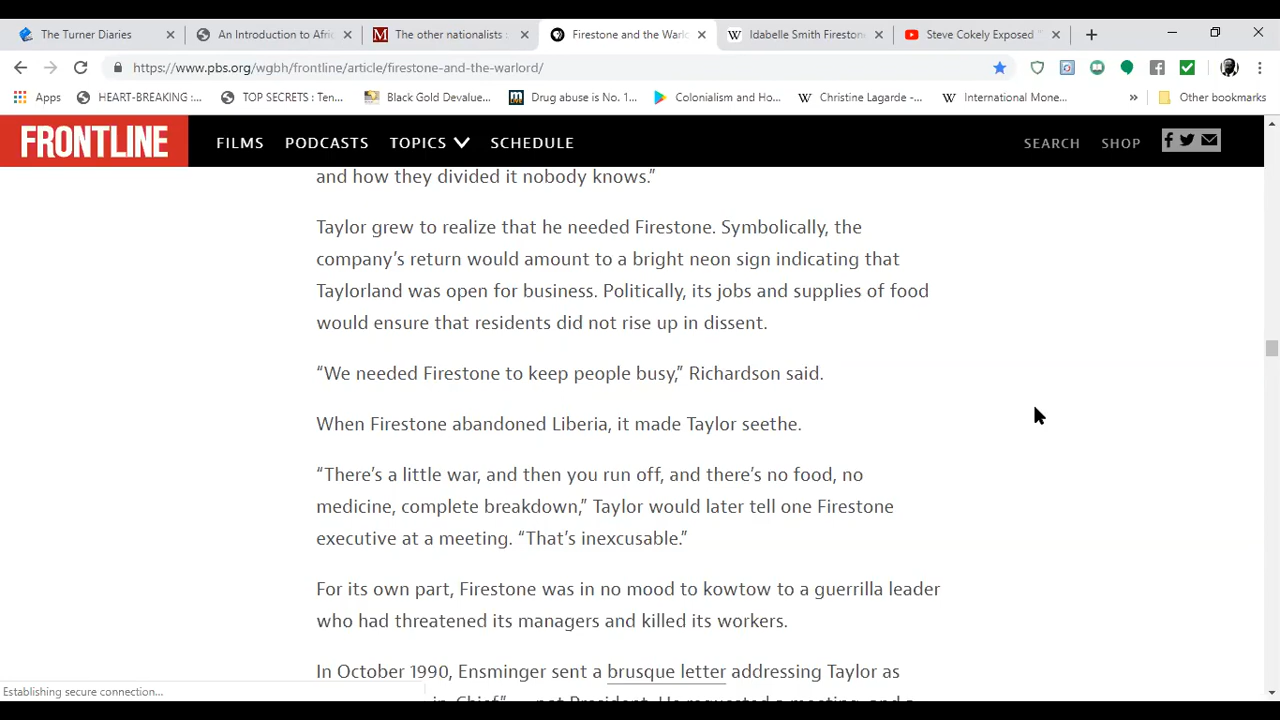 The Turner Diaries
An Introduction to Afri
The other nationalists
Firestone and the Warlo
Idabelle Smith Firestone
Steve Cokely Exposed
https://www.pbs.org/wgbh/frontline/article/firestone-and-the-warlord/
Apps
HEART-BREAKING :...
TOP SECRETS : Ten...
Black Gold Devalue...
Drug abuse is No. 1...
Colonialism and Ho...
Christine Lagarde -...
International Mone...
Other bookmarks
FRONTLINE
FILMS
PODCASTS
TOPICS
SCHEDULE
SEARCH
SHOP
and how they divided it nobody knows.”
Taylor grew to realize that he needed Firestone. Symbolically, the
company’s return would amount to a bright neon sign indicating that
Taylorland was open for business. Politically, its jobs and supplies of food
would ensure that residents did not rise up in dissent.
“We needed Firestone to keep people busy,” Richardson said.
When Firestone abandoned Liberia, it made Taylor seethe.
“There’s a little war, and then you run off, and there’s no food, no
medicine, complete breakdown,” Taylor would later tell one Firestone
executive at a meeting. “That’s inexcusable.”
For its own part, Firestone was in no mood to kowtow to a guerrilla leader
who had threatened its managers and killed its workers.
In October 1990, Ensminger sent a brusque letter addressing Taylor as
in Chief” — not President. He requested a meeting, and a
Establishing secure connection...